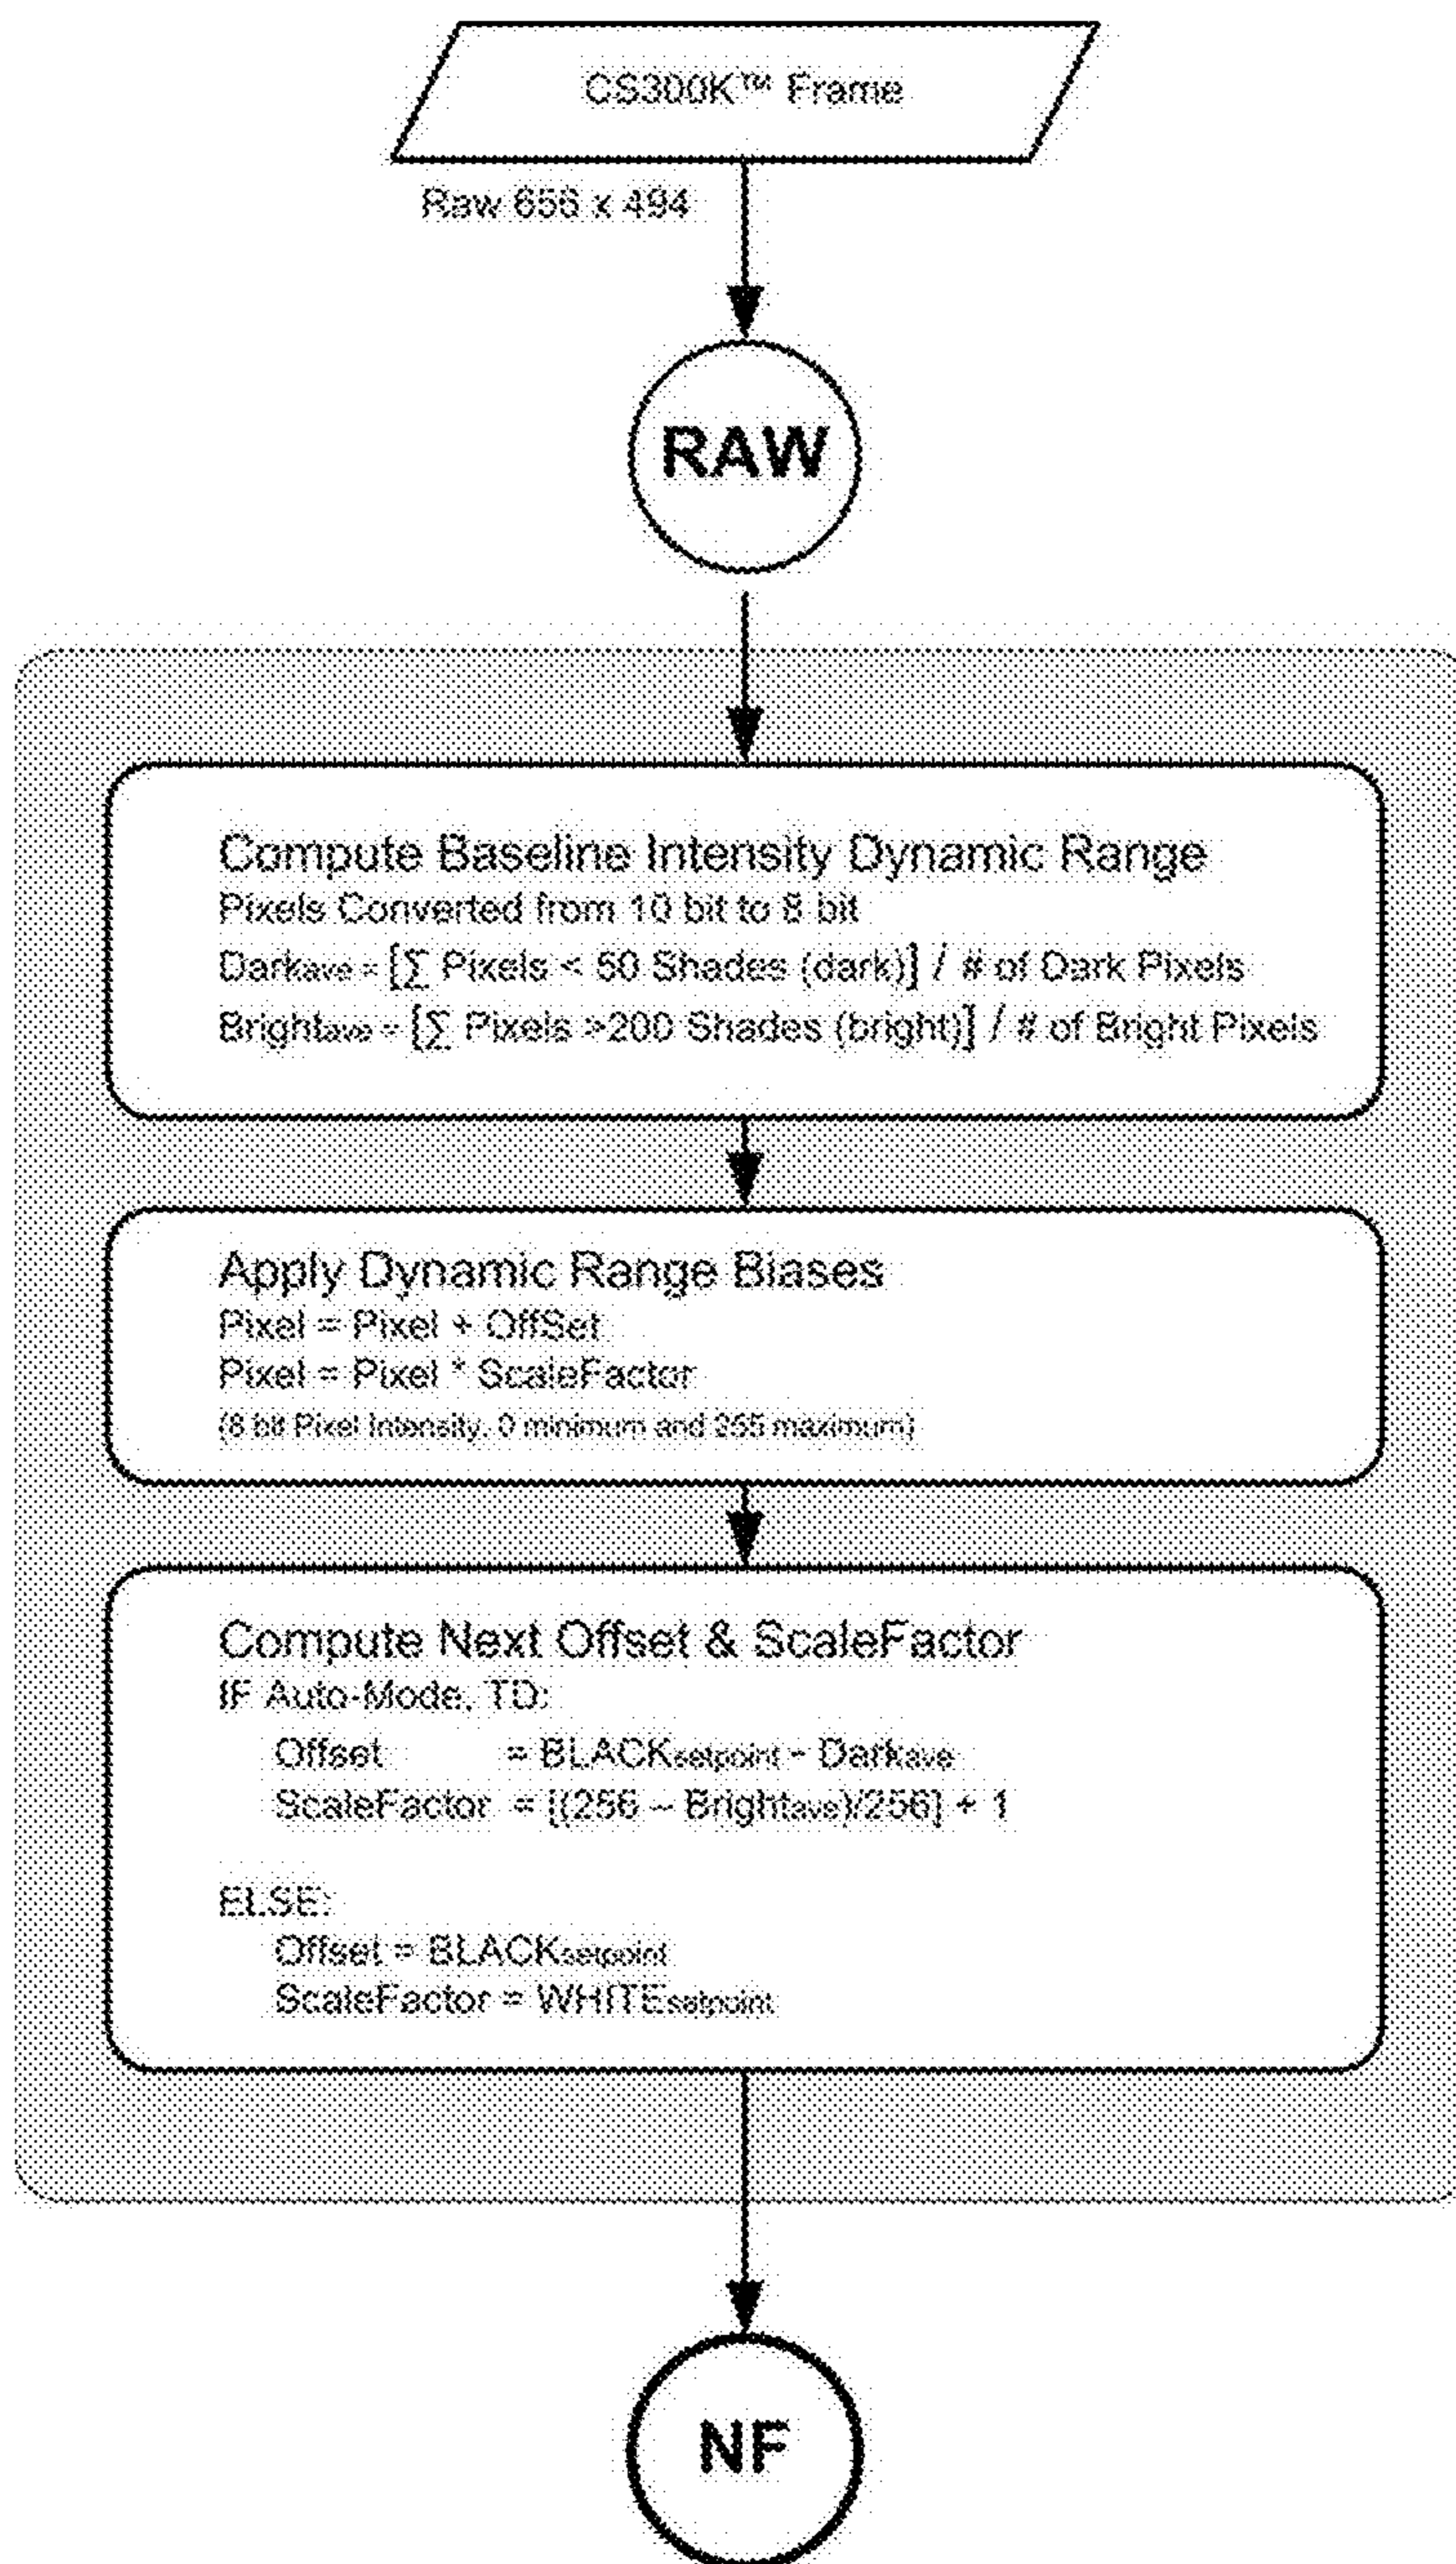 CS300K™ Frame
Raw 656 x 494
RAW
Compute Baseline Intensity Dynamic Range
Pixels Converted from 10 bit to 8 bit
Darkave = [∑ Pixels < 50 Shades (dark)] / # of Dark Pixels
Brightave = [∑ Pixels >200 Shades (bright)] / # of Bright Pixels
Apply Dynamic Range Biases
Pixel = Pixel + OffSet
Pixel = Pixel * ScaleFactor
(8 bit Pixel Intensity, 0 minimum and 255 maximum)
Compute Next Offset & ScaleFactor
IF Auto-Mode, TD:
Offset = BLACKsetpoint - Darkave
ScaleFactor = [(256 – Brightave)/256] + 1
ELSE:
Offset = BLACKsetpoint
ScaleFactor = WHITEsetpoint
NF